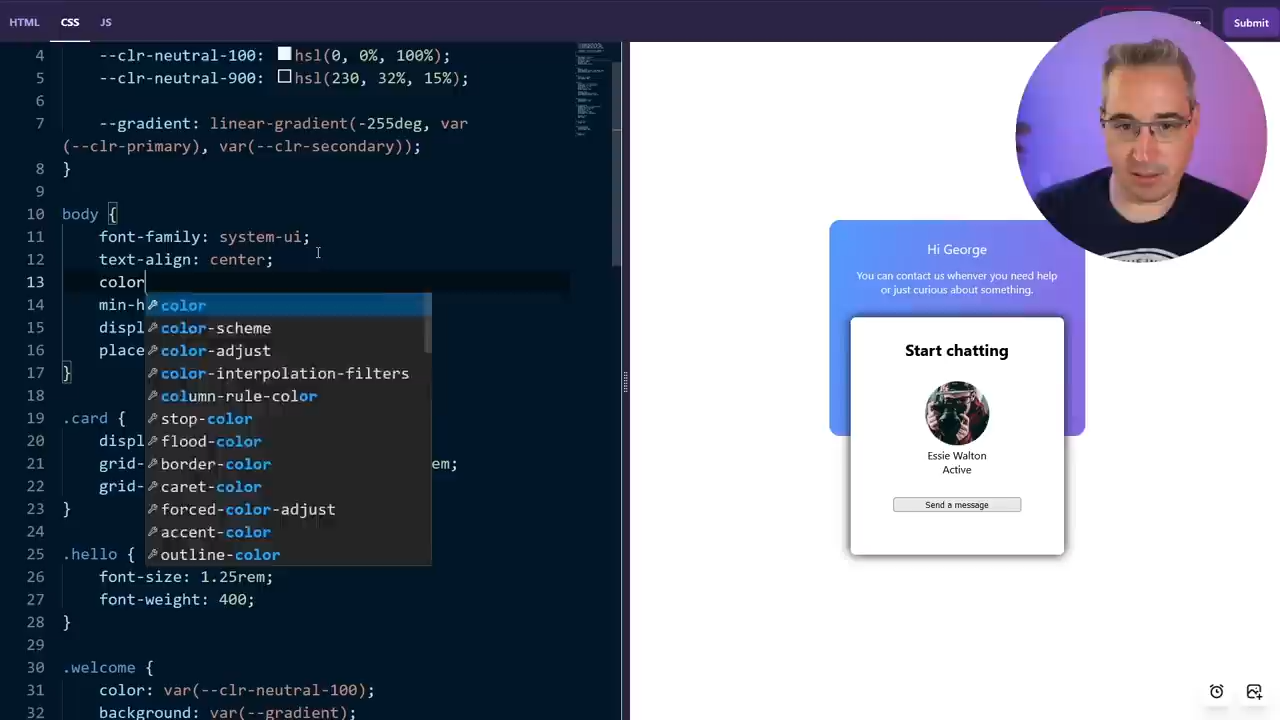 HTML CSS JS
Submit
4 --clr-neutral-100: hsl(0, 0%, 100%);
5 --clr-neutral-900: hsl(230, 32%, 15%);
6
7 --gradient: linear-gradient(-255deg, var
(--clr-primary), var(--clr-secondary));
8 }
9
10 body {
11 font-family: system-ui;
12 text-align: center;
13 color
14 min-h
15 displ
16 place
17 }
18
19 .card {
20 displ
21 grid- em;
22 grid-
23 }
24
25 .hello {
26 font-size: 1.25rem;
27 font-weight: 400;
28 }
29
30 .welcome {
31 color: var(--clr-neutral-100);
32 background: var(--gradient);
color
color-scheme
color-adjust
color-interpolation-filters
column-rule-color
stop-color
flood-color
border-color
caret-color
forced-color-adjust
accent-color
outline-color
Hi George
You can contact us whenver you need help
or just curious about something.
Start chatting
Essie Walton
Active
Send a message